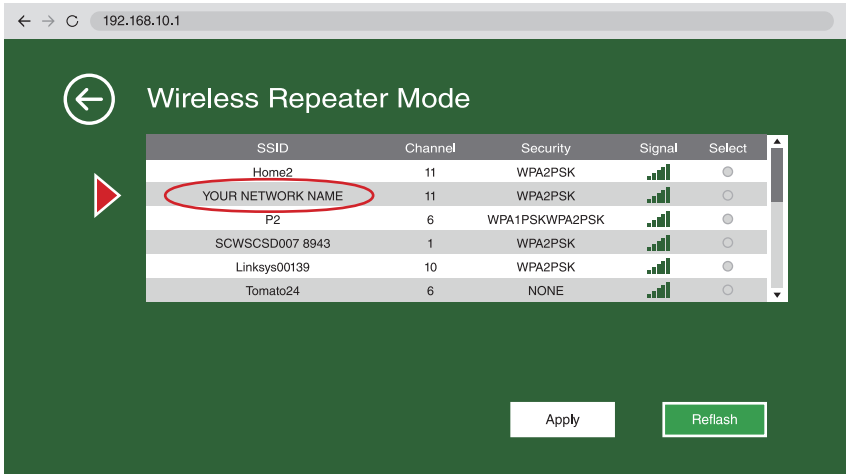 192.168.10.1
Wireless Repeater Mode
SSID Channel Security Signal Select
Home2 11 WPA2PSK
YOUR NETWORK NAME 11 WPA2PSK
P2 6 WPA1PSKWPA2PSK
SCWSCSD007 8943 1 WPA2PSK
Linksys00139 10 WPA2PSK
Tomato24 6 NONE
Apply Reflash